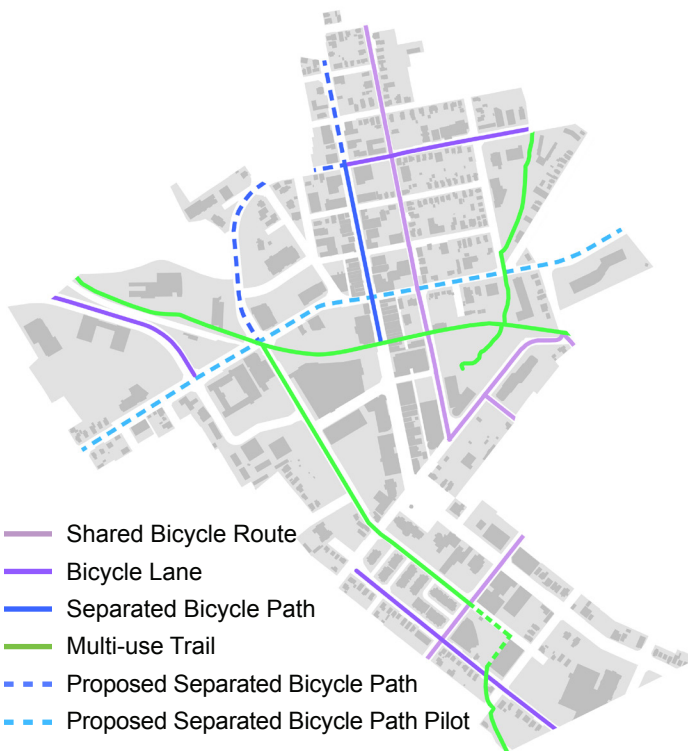 Shared Bicycle Route
Bicycle Lane
Separated Bicycle Path
Multi-use Trail
Proposed Separated Bicycle Path
Proposed Separated Bicycle Path Pilot